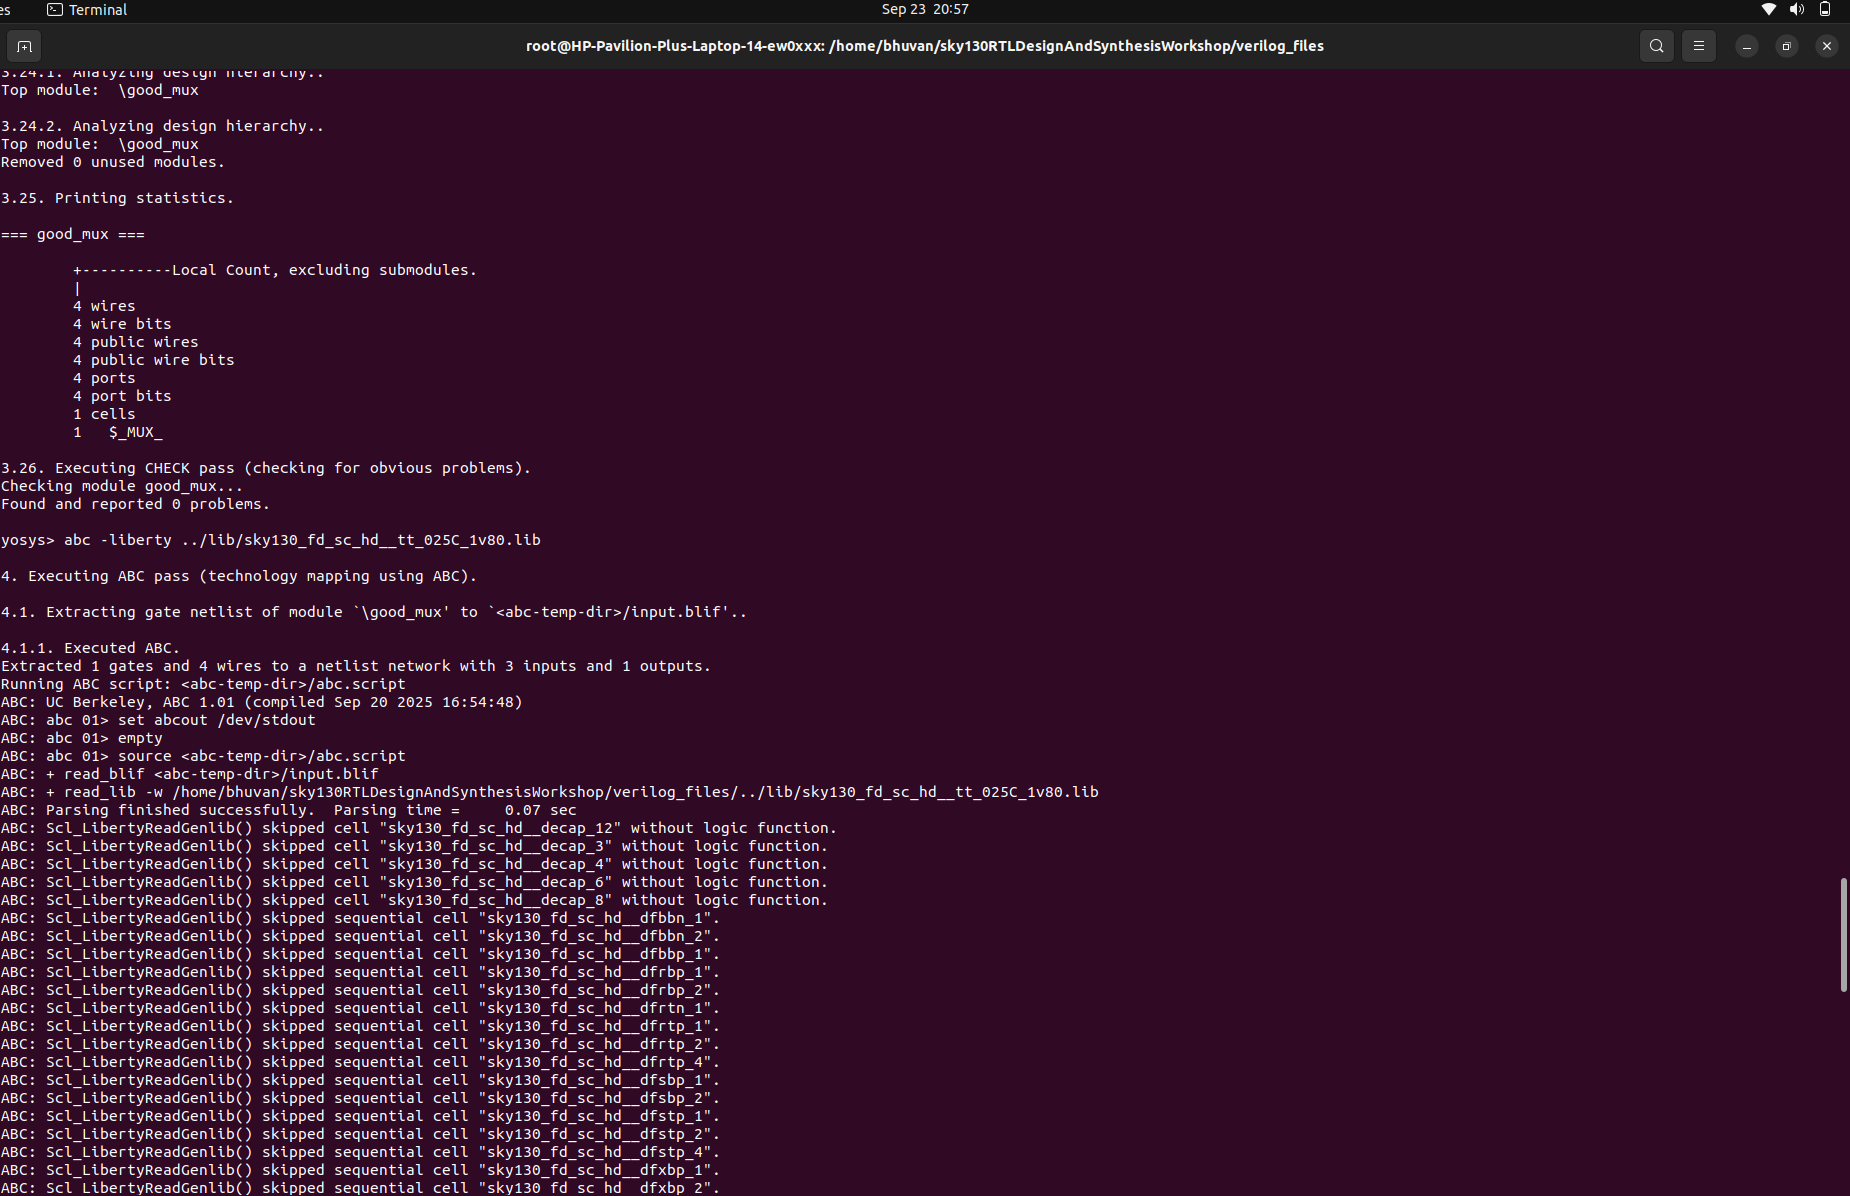 es Terminal Sep 23 20:57
root@HP-Pavilion-Plus-Laptop-14-ew0xxx: /home/bhuvan/sky130RTLDesignAndSynthesisWorkshop/verilog_files
3.24.1. Analyzing design hierarchy..
Top module:  \good_mux

3.24.2. Analyzing design hierarchy..
Top module:  \good_mux
Removed 0 unused modules.

3.25. Printing statistics.

=== good_mux ===

        +----------Local Count, excluding submodules.
        |
        4 wires
        4 wire bits
        4 public wires
        4 public wire bits
        4 ports
        4 port bits
        1 cells
        1   $_MUX_

3.26. Executing CHECK pass (checking for obvious problems).
Checking module good_mux...
Found and reported 0 problems.

yosys> abc -liberty ../lib/sky130_fd_sc_hd__tt_025C_1v80.lib

4. Executing ABC pass (technology mapping using ABC).

4.1. Extracting gate netlist of module `\good_mux' to `<abc-temp-dir>/input.blif'..

4.1.1. Executed ABC.
Extracted 1 gates and 4 wires to a netlist network with 3 inputs and 1 outputs.
Running ABC script: <abc-temp-dir>/abc.script
ABC: UC Berkeley, ABC 1.01 (compiled Sep 20 2025 16:54:48)
ABC: abc 01> set abcout /dev/stdout
ABC: abc 01> empty
ABC: abc 01> source <abc-temp-dir>/abc.script
ABC: + read_blif <abc-temp-dir>/input.blif
ABC: + read_lib -w /home/bhuvan/sky130RTLDesignAndSynthesisWorkshop/verilog_files/../lib/sky130_fd_sc_hd__tt_025C_1v80.lib
ABC: Parsing finished successfully.  Parsing time =     0.07 sec
ABC: Scl_LibertyReadGenlib() skipped cell "sky130_fd_sc_hd__decap_12" without logic function.
ABC: Scl_LibertyReadGenlib() skipped cell "sky130_fd_sc_hd__decap_3" without logic function.
ABC: Scl_LibertyReadGenlib() skipped cell "sky130_fd_sc_hd__decap_4" without logic function.
ABC: Scl_LibertyReadGenlib() skipped cell "sky130_fd_sc_hd__decap_6" without logic function.
ABC: Scl_LibertyReadGenlib() skipped cell "sky130_fd_sc_hd__decap_8" without logic function.
ABC: Scl_LibertyReadGenlib() skipped sequential cell "sky130_fd_sc_hd__dfbbn_1".
ABC: Scl_LibertyReadGenlib() skipped sequential cell "sky130_fd_sc_hd__dfbbn_2".
ABC: Scl_LibertyReadGenlib() skipped sequential cell "sky130_fd_sc_hd__dfbbp_1".
ABC: Scl_LibertyReadGenlib() skipped sequential cell "sky130_fd_sc_hd__dfrbp_1".
ABC: Scl_LibertyReadGenlib() skipped sequential cell "sky130_fd_sc_hd__dfrbp_2".
ABC: Scl_LibertyReadGenlib() skipped sequential cell "sky130_fd_sc_hd__dfrtn_1".
ABC: Scl_LibertyReadGenlib() skipped sequential cell "sky130_fd_sc_hd__dfrtp_1".
ABC: Scl_LibertyReadGenlib() skipped sequential cell "sky130_fd_sc_hd__dfrtp_2".
ABC: Scl_LibertyReadGenlib() skipped sequential cell "sky130_fd_sc_hd__dfrtp_4".
ABC: Scl_LibertyReadGenlib() skipped sequential cell "sky130_fd_sc_hd__dfsbp_1".
ABC: Scl_LibertyReadGenlib() skipped sequential cell "sky130_fd_sc_hd__dfsbp_2".
ABC: Scl_LibertyReadGenlib() skipped sequential cell "sky130_fd_sc_hd__dfstp_1".
ABC: Scl_LibertyReadGenlib() skipped sequential cell "sky130_fd_sc_hd__dfstp_2".
ABC: Scl_LibertyReadGenlib() skipped sequential cell "sky130_fd_sc_hd__dfstp_4".
ABC: Scl_LibertyReadGenlib() skipped sequential cell "sky130_fd_sc_hd__dfxbp_1".
ABC: Scl_LibertyReadGenlib() skipped sequential cell "sky130_fd_sc_hd__dfxbp_2".